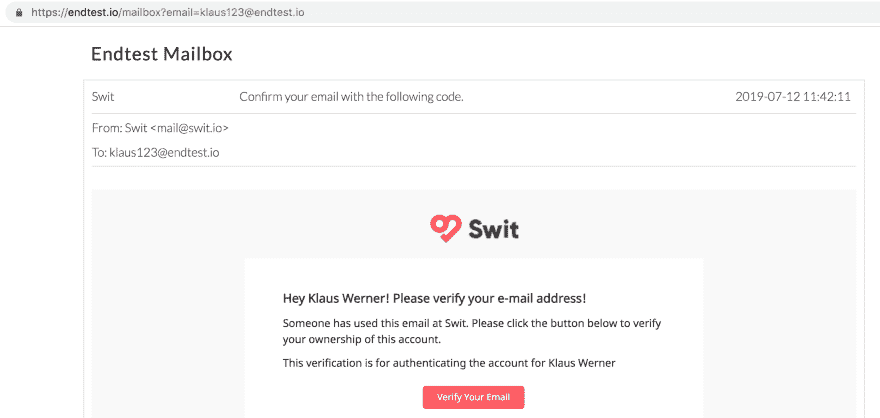 https://endtest.io/mailbox?email=klaus123@endtest.io
Endtest Mailbox
Swit Confirm your email with the following code. 2019-07-12 11:42:11
From: Swit <mail@swit.io>
To: klaus123@endtest.io
Swit
Hey Klaus Werner! Please verify your e-mail address!
Someone has used this email at Swit. Please click the button below to verify
your ownership of this account.
This verification is for authenticating the account for Klaus Werner
Verify Your Email